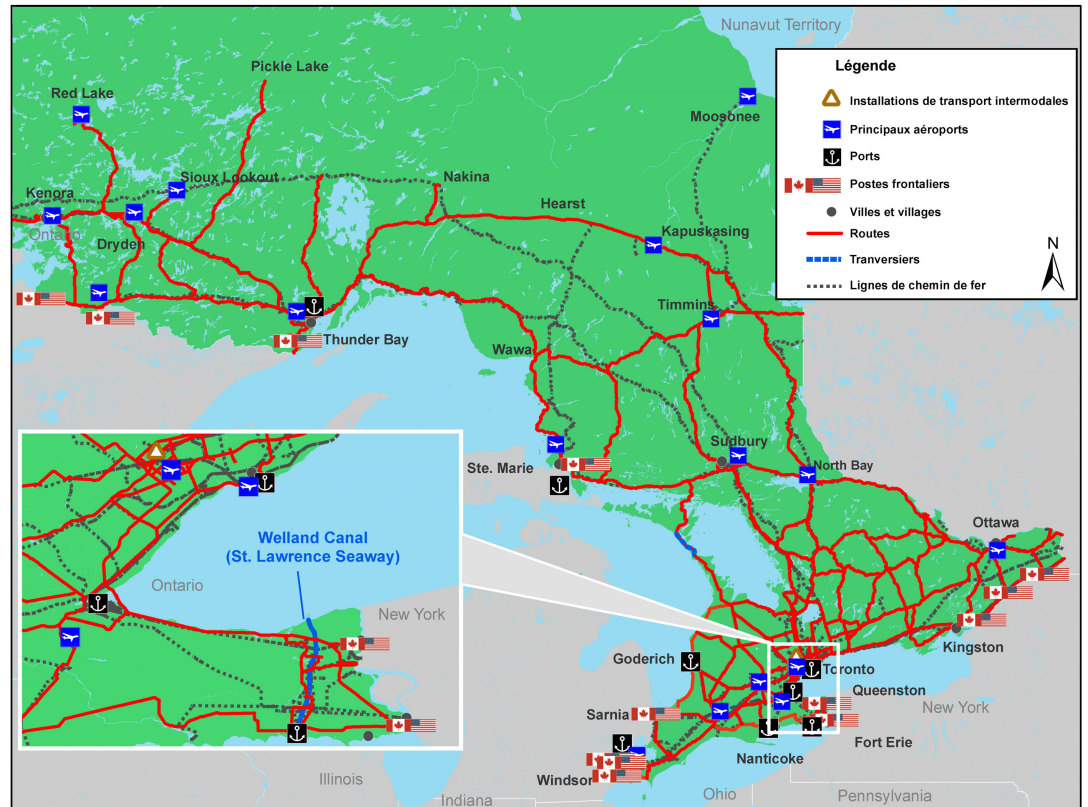 Nunavut Territory
Légende
Installations de transport intermodales
Principaux aéroports
Ports
Postes frontaliers
Villes et villages
Routes
Tranversiers
Lignes de chemin de fer
N
Pickle Lake
Red Lake
Moosonee
Sioux Lookout
Nakina
Kenora
Hearst
Ontario
Kapuskasing
Dryden
Timmins
Thunder Bay
Wawa
Sudbury
Ste. Marie
North Bay
Ottawa
Welland Canal
(St. Lawrence Seaway)
Ontario
New York
Kingston
Goderich
Toronto
Queenston
New York
Sarnia
Fort Erie
Nanticoke
Windsor
Illinois
Indiana
Ohio
Pennsylvania